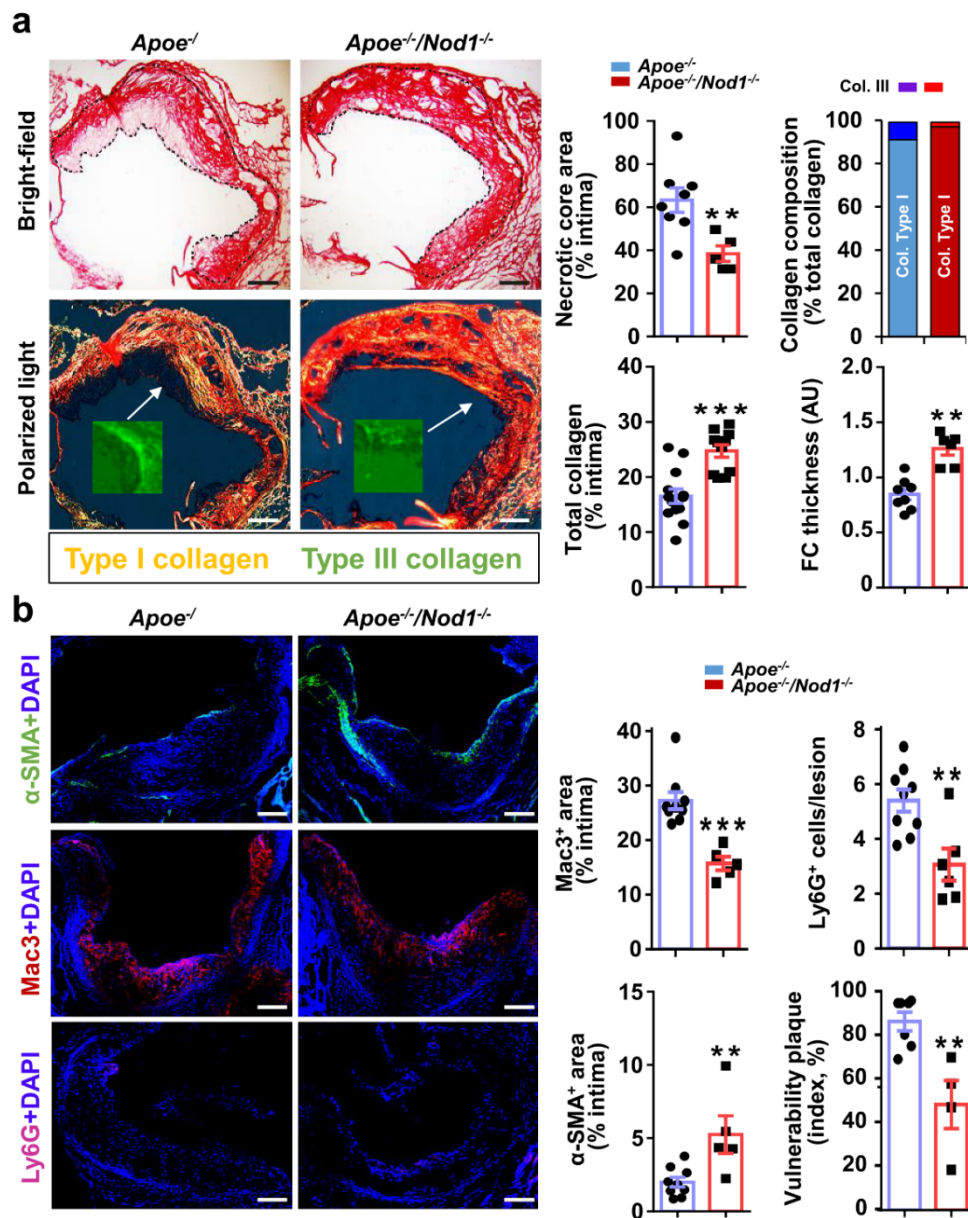 a
Apoe-/
Apoe-/-/Nod1-/-
Bright-field
Polarized light
Type I collagen
Type III collagen
Apoe-/-
Apoe-/-/Nod1-/-
Necrotic core area
(% intima)
100
80
60
40
20
0
**
Col. III
Collagen composition
(% total collagen)
100
80
60
40
20
0
Col. Type I
Col. Type I
Total collagen
(% intima)
40
30
20
10
0
***
FC thickness (AU)
2.0
1.5
1.0
0.5
0.0
**
b
Apoe-/
Apoe-/-/Nod1-/-
α-SMA+DAPI
Mac3+DAPI
Ly6G+DAPI
Apoe-/-
Apoe-/-/Nod1-/-
Mac3+ area
(% intima)
40
30
20
10
0
***
Ly6G+ cells/lesion
8
6
4
2
0
**
α-SMA+ area
(% intima)
15
10
5
0
**
Vulnerability plaque
(index, %)
100
80
60
40
20
0
**